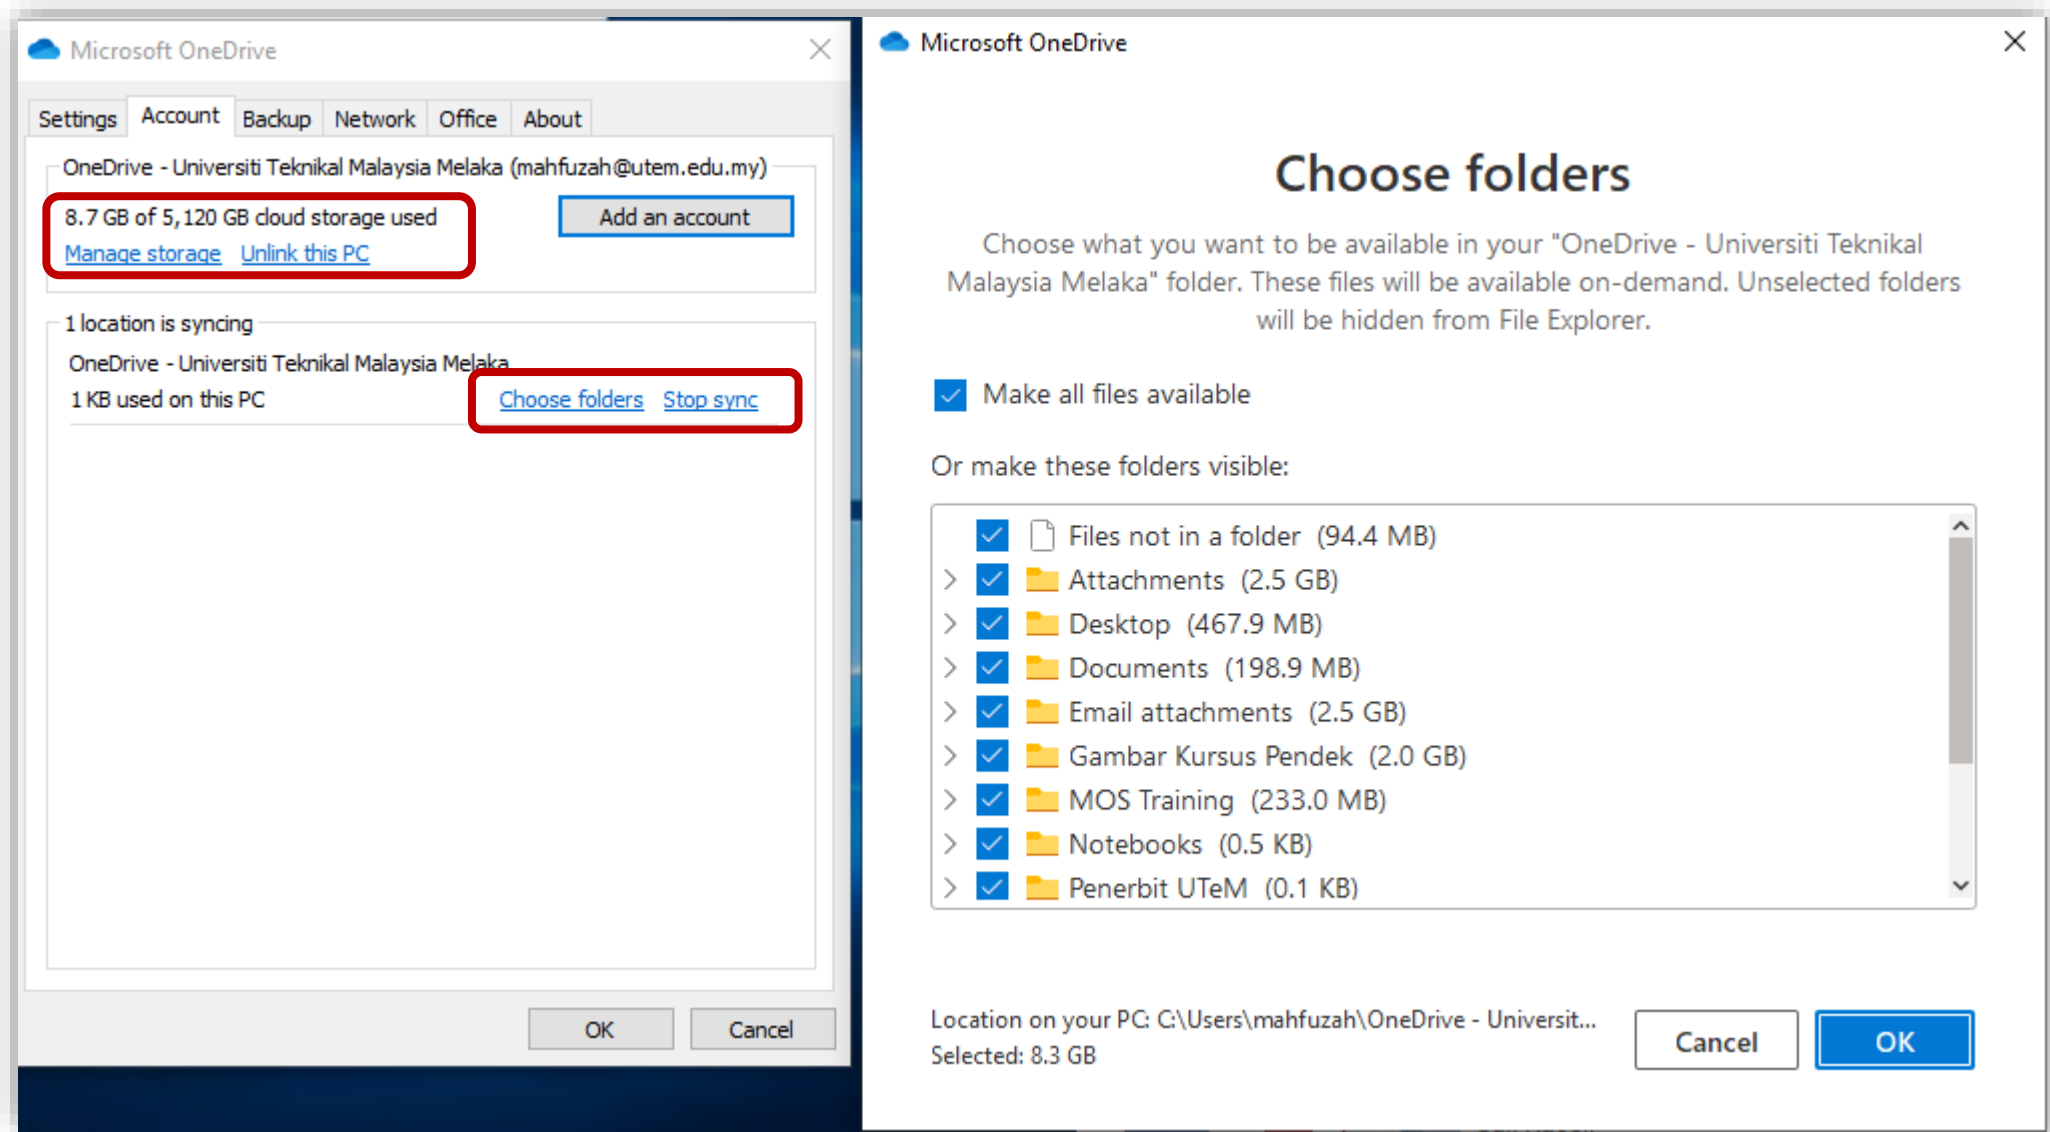 Microsoft OneDrive
Settings Account Backup Network Office About
OneDrive - Universiti Teknikal Malaysia Melaka (mahfuzah@utem.edu.my)
8.7 GB of 5,120 GB cloud storage used
Add an account
Manage storage Unlink this PC
1 location is syncing
OneDrive - Universiti Teknikal Malaysia Melaka
1 KB used on this PC
Choose folders Stop sync
OK Cancel
Microsoft OneDrive
Choose folders
Choose what you want to be available in your "OneDrive - Universiti Teknikal
Malaysia Melaka" folder. These files will be available on-demand. Unselected folders
will be hidden from File Explorer.
Make all files available
Or make these folders visible:
Files not in a folder (94.4 MB)
Attachments (2.5 GB)
Desktop (467.9 MB)
Documents (198.9 MB)
Email attachments (2.5 GB)
Gambar Kursus Pendek (2.0 GB)
MOS Training (233.0 MB)
Notebooks (0.5 KB)
Penerbit UTeM (0.1 KB)
Location on your PC: C:\Users\mahfuzah\OneDrive - Universit...
Selected: 8.3 GB
Cancel OK